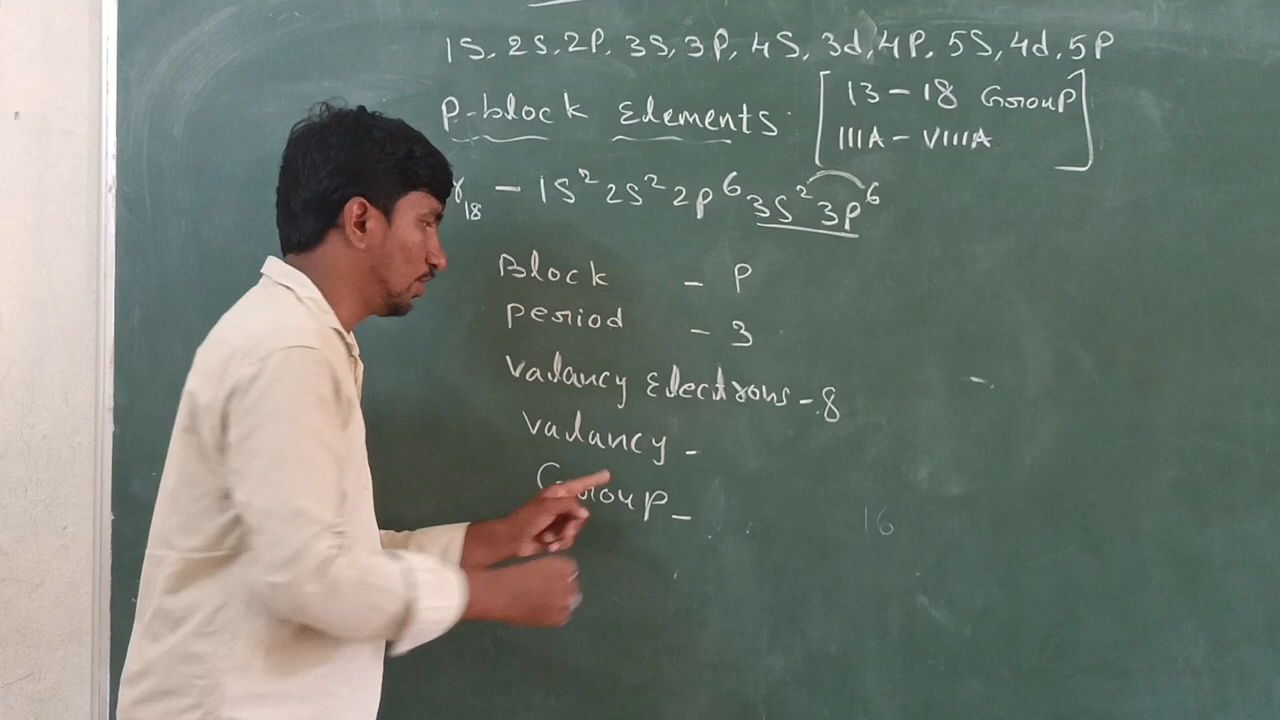 1S, 2S, 2P, 3S, 3P, 4S, 3d, 4P, 5S, 4d, 5P
P-block Elements: [13 - 18 Group
IIIA - VIIIA]
r₁₈ - 1S² 2S² 2P⁶ 3S² 3P⁶
Block - P
Period - 3
Valancy Electrons - 8
Valancy -
Group -
16